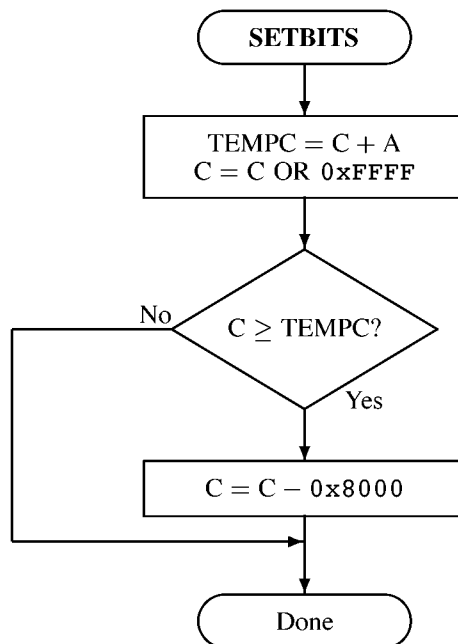 SETBITS
TEMPC = C + A
C = C OR 0xFFFF
C ≥ TEMPC?
No
Yes
C = C − 0x8000
Done